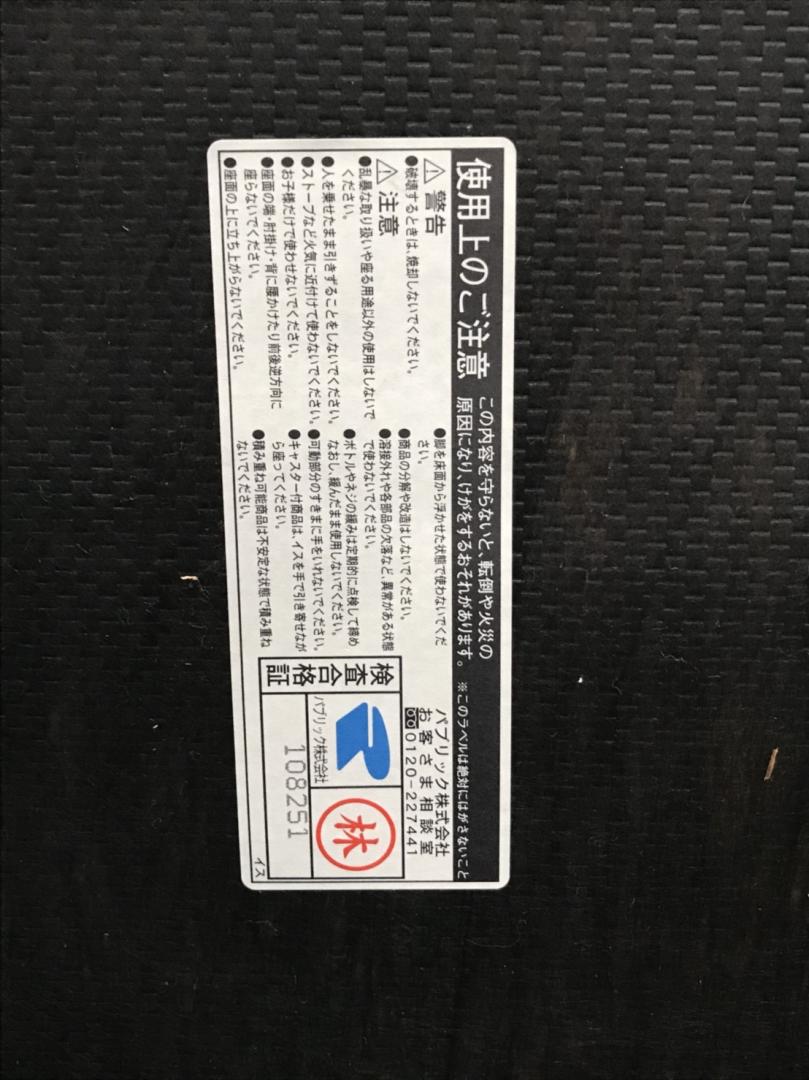 使用上のご注意
この内容を守らないと、転倒や火災の
原因になり、けがをするおそれがあります。
※このラベルは絶対にはがさないこと
⚠警告
●破壊するときは、焼却しないでください。
⚠注意
●乱暴な取り扱いや座る用途以外の使用はしないで
ください。
●人を乗せたまま引きずることをしないでください。
●ストーブなど火気に近付けて使わないでください。
●お子様だけで使わせないでください。
●座面の端・肘掛け・背に腰かけたり前後逆方向に
座らないでください。
●座面の上に立ち上がらないでください。
●脚を床面から浮かせた状態で使わないでくだ
さい。
●商品の分解や改造はしないでください。
●溶接外れや各部品の欠落など、異常がある状態
で使わないでください。
●ボトルやネジの緩みは定期的に点検して締め
なおし、緩んだまま使用しないでください。
●可動部分のすきまに手をいれないでください。
●キャスター付商品は、イスを手で引き寄せなが
ら座ってください。
●積み重ね可能商品は不安定な状態で積み重ね
ないでください。
パブリック株式会社
お客さま相談室
0120-227441
検査合格証
パブリック株式会社
林
108251
イス